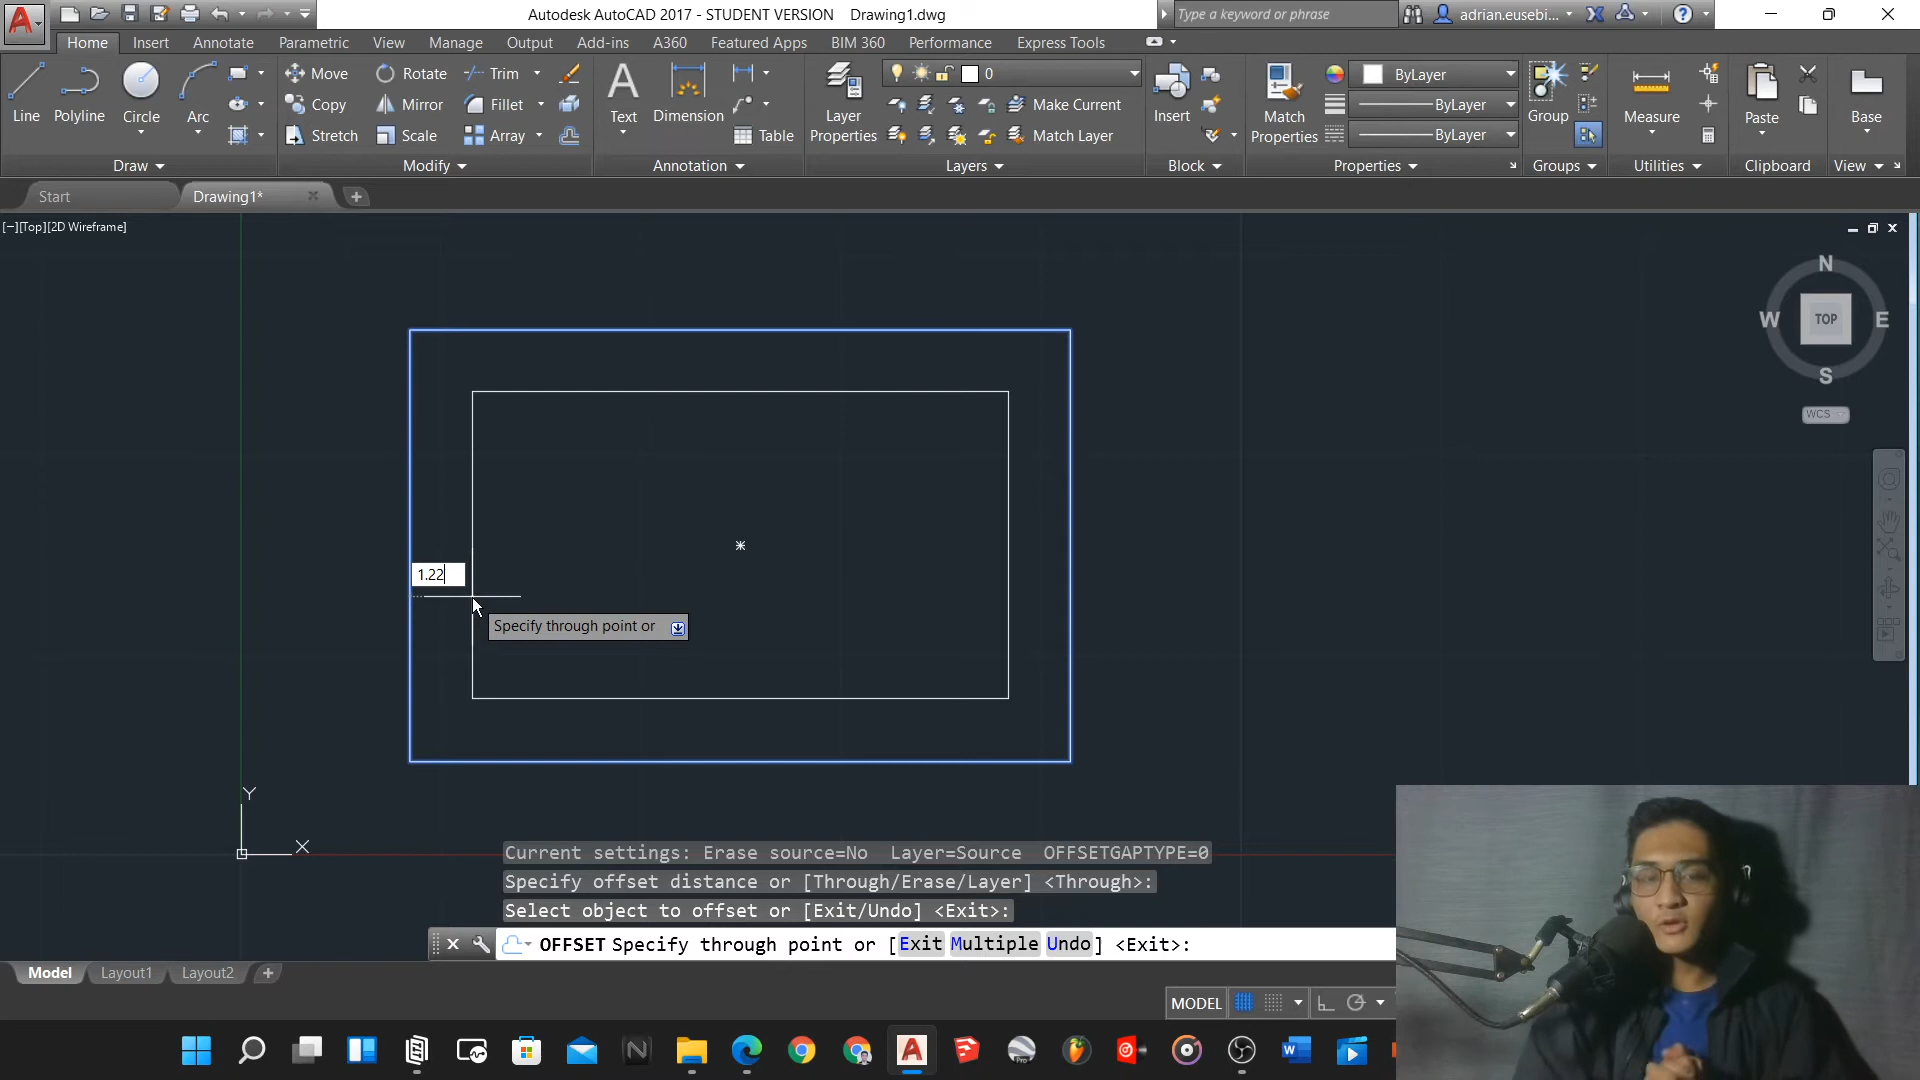 Autodesk AutoCAD 2017 - STUDENT VERSION Drawing1.dwg
Type a keyword or phrase
adrian.eusebi...
Home Insert Annotate Parametric View Manage Output Add-ins A360 Featured Apps BIM 360 Performance Express Tools
Move Rotate Trim
0
ByLayer
Copy Mirror Fillet
Make Current
ByLayer
Line Polyline Circle Arc
Text Dimension
Layer
Properties
Insert
Match
Properties
Group
Measure
Paste
Base
Stretch Scale Array
Table
Match Layer
ByLayer
Draw Modify Annotation Layers Block Properties Groups Utilities Clipboard View
Start Drawing1*
[−][Top][2D Wireframe]
N
W TOP E
S
WCS
1.22
Specify through point or
Y
X
Current settings: Erase source=No Layer=Source OFFSETGAPTYPE=0
Specify offset distance or [Through/Erase/Layer] <Through>:
Select object to offset or [Exit/Undo] <Exit>:
OFFSET Specify through point or [Exit Multiple Undo] <Exit>:
Model Layout1 Layout2
MODEL